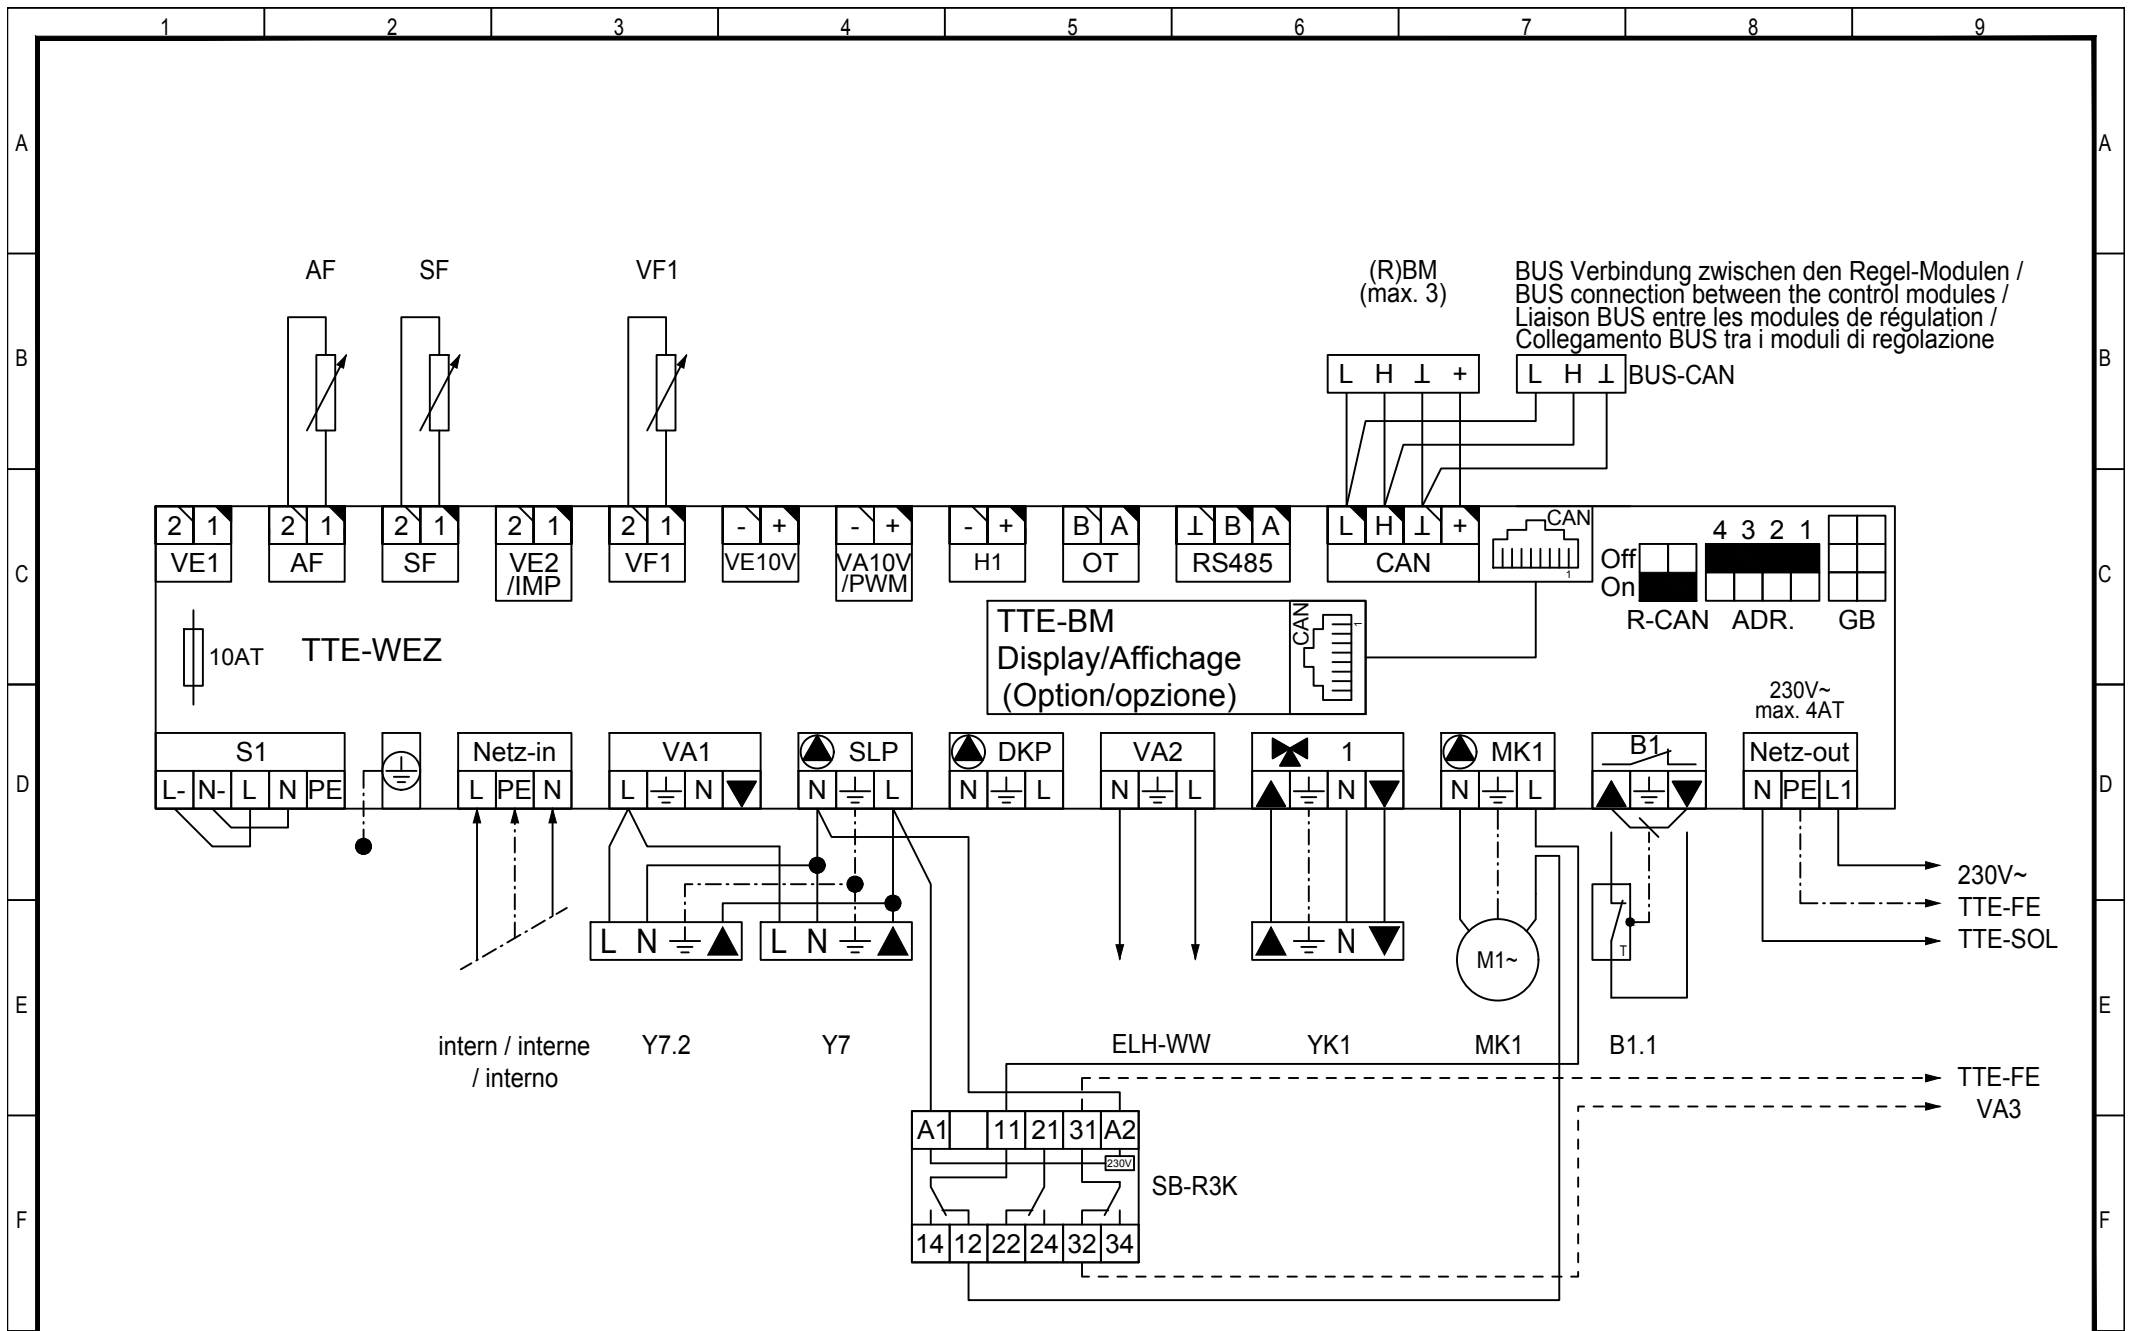 1 2 3 4 5 6 7 8 9
A A
AF SF VF1 (R)BM
(max. 3)
BUS Verbindung zwischen den Regel-Modulen /
BUS connection between the control modules /
Liaison BUS entre les modules de régulation /
Collegamento BUS tra i moduli di regolazione
B B
L H ⊥ + L H ⊥ BUS-CAN
2 1 2 1 2 1 2 1 2 1 - + - + - + B A ⊥ B A L H ⊥ + CAN 1
VE1 AF SF VE2
/IMP
VF1 VE10V VA10V
/PWM
H1 OT RS485 CAN
Off
On
R-CAN
4 3 2 1
ADR.
GB
C C
10AT TTE-WEZ
TTE-BM
Display/Affichage
(Option/opzione)
CAN 1
230V~
max. 4AT
S1 Netz-in VA1 SLP DKP VA2 1 MK1 B1 Netz-out
L- N- L N PE L PE N L N N L N L N L N N L N PE L1
D D
230V~
TTE-FE
TTE-SOL
L N L N N M1~ T
E E
intern / interne
/ interno
Y7.2 Y7 ELH-WW YK1 MK1 B1.1
TTE-FE
VA3
A1 11 21 31 A2
230V
SB-R3K
14 12 22 24 32 34
F F